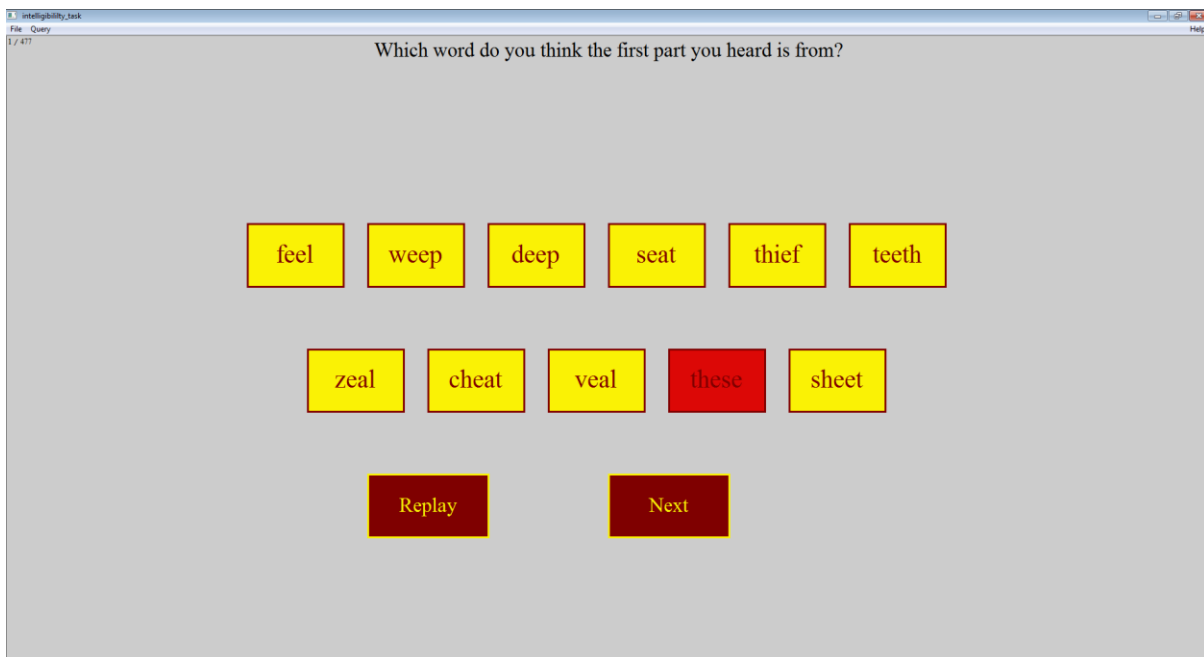 intelligibililty_task
File Query Help
1 / 477
Which word do you think the first part you heard is from?
feel weep deep seat thief teeth
zeal cheat veal these sheet
Replay Next